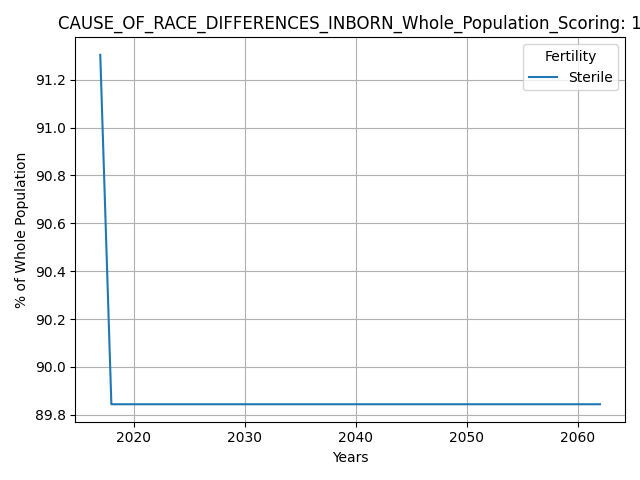 CAUSE_OF_RACE_DIFFERENCES_INBORN_Whole_Population_Scoring: 1
Fertility
Sterile
% of Whole Population
91.2
91.0
90.8
90.6
90.4
90.2
90.0
89.8
2020 2030 2040 2050 2060
Years